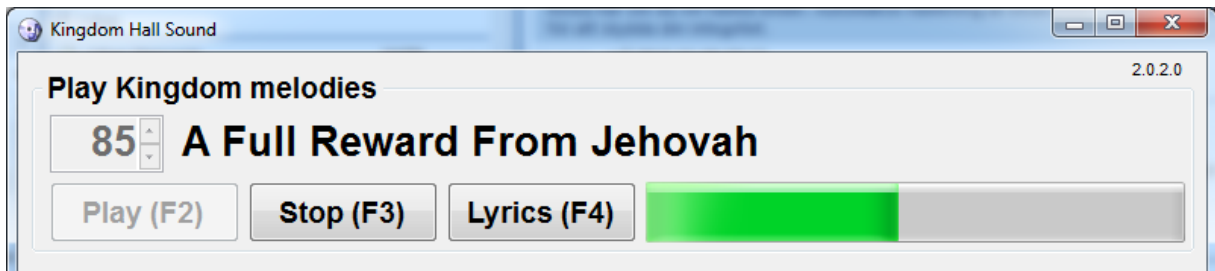 Kingdom Hall Sound
2.0.2.0
Play Kingdom melodies
85 A Full Reward From Jehovah
Play (F2) Stop (F3) Lyrics (F4)